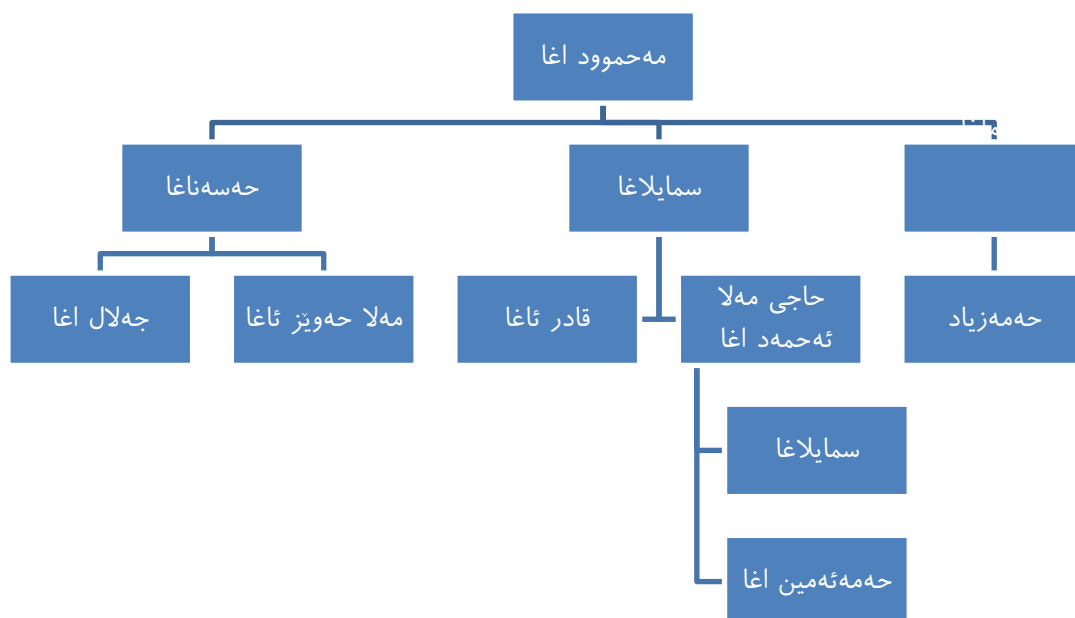 مەحموود اغا
حەسەناغا
سمایلاغا
جەلال اغا
مەلا حەوێز ئاغا
قادر ئاغا
حاجی مەلا
ئەحمەد اغا
حەمەزیاد
سمایلاغا
حەمەئەمین اغا